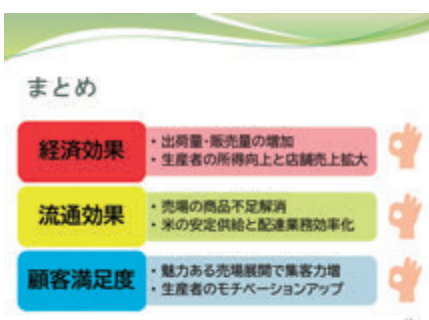 まとめ
経済効果
・出荷量・販売量の増加
・生産者の所得向上と店舗売上拡大
流通効果
・売場の商品不足解消
・米の安定供給と配達業務効率化
顧客満足度
・魅力ある売場展開で集客力増
・生産者のモチベーションアップ